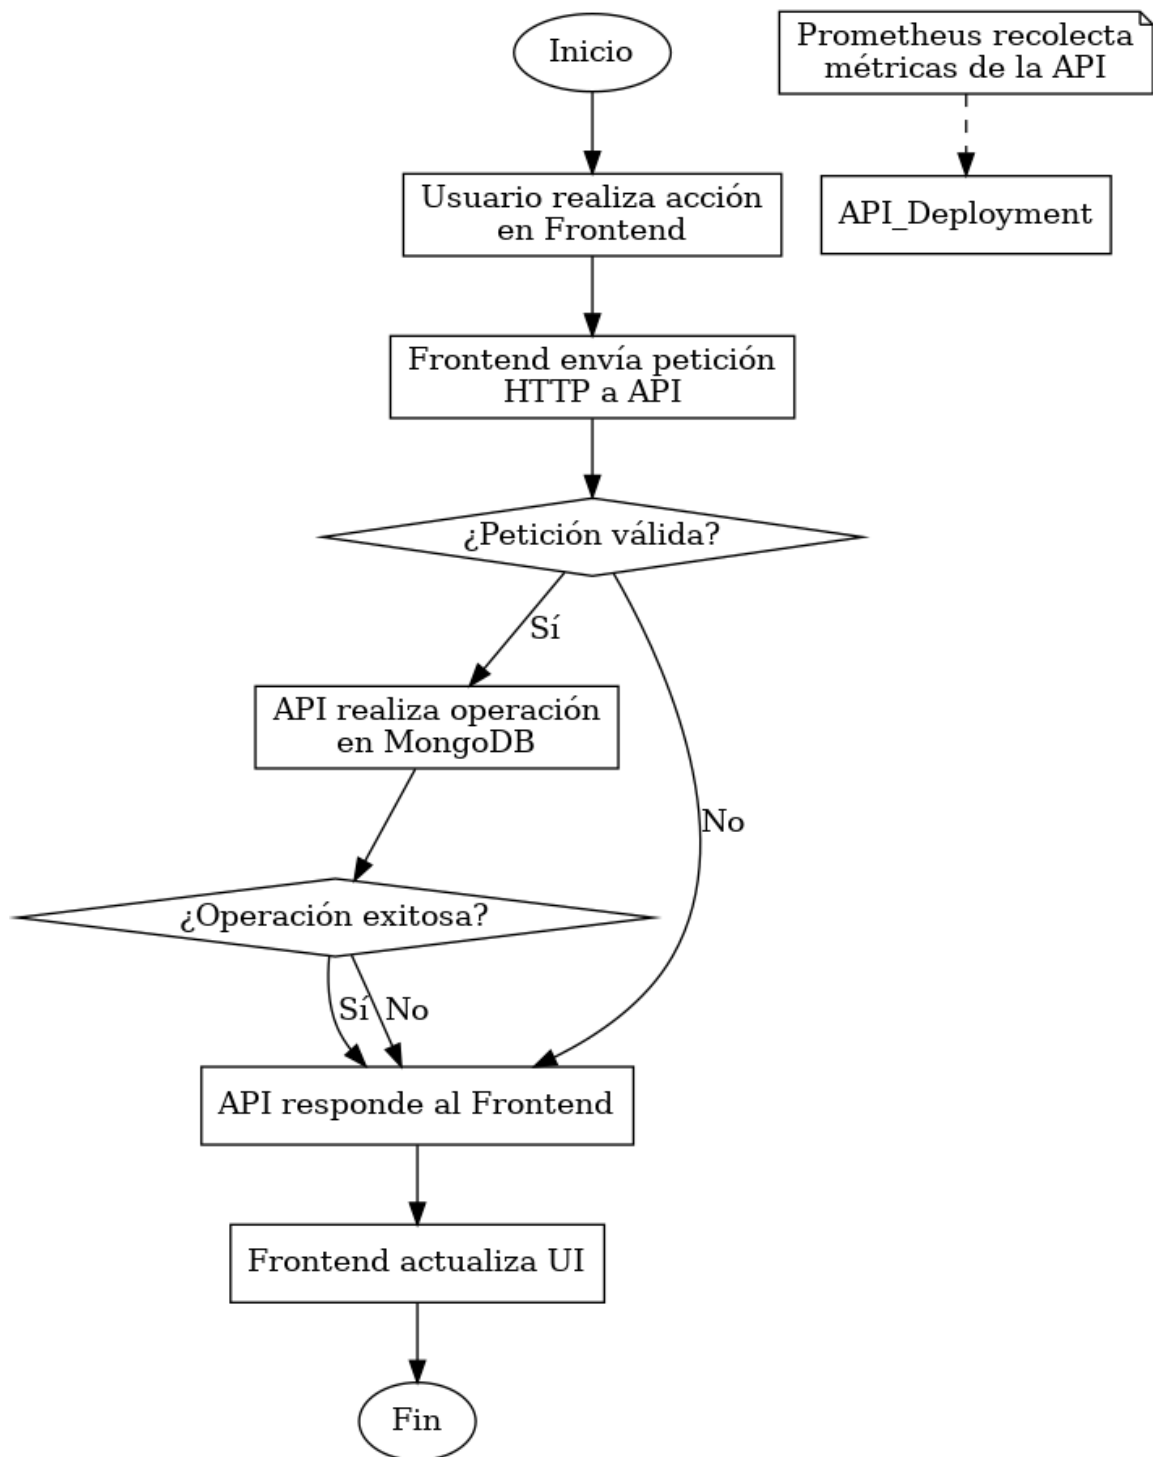 Inicio
Prometheus recolecta
métricas de la API
Usuario realiza acción
en Frontend
API_Deployment
Frontend envía petición
HTTP a API
¿Petición válida?
Sí
API realiza operación
en MongoDB
No
¿Operación exitosa?
Sí
No
API responde al Frontend
Frontend actualiza UI
Fin